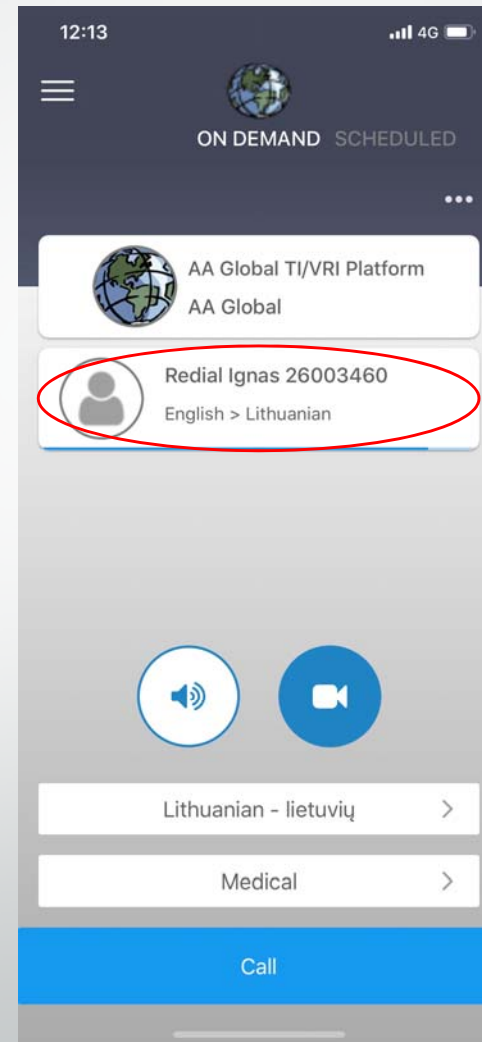 12:13
4G
ON DEMAND SCHEDULED
AA Global TI/VRI Platform
AA Global
Redial Ignas 26003460
English > Lithuanian
Lithuanian - lietuvių
Medical
Call